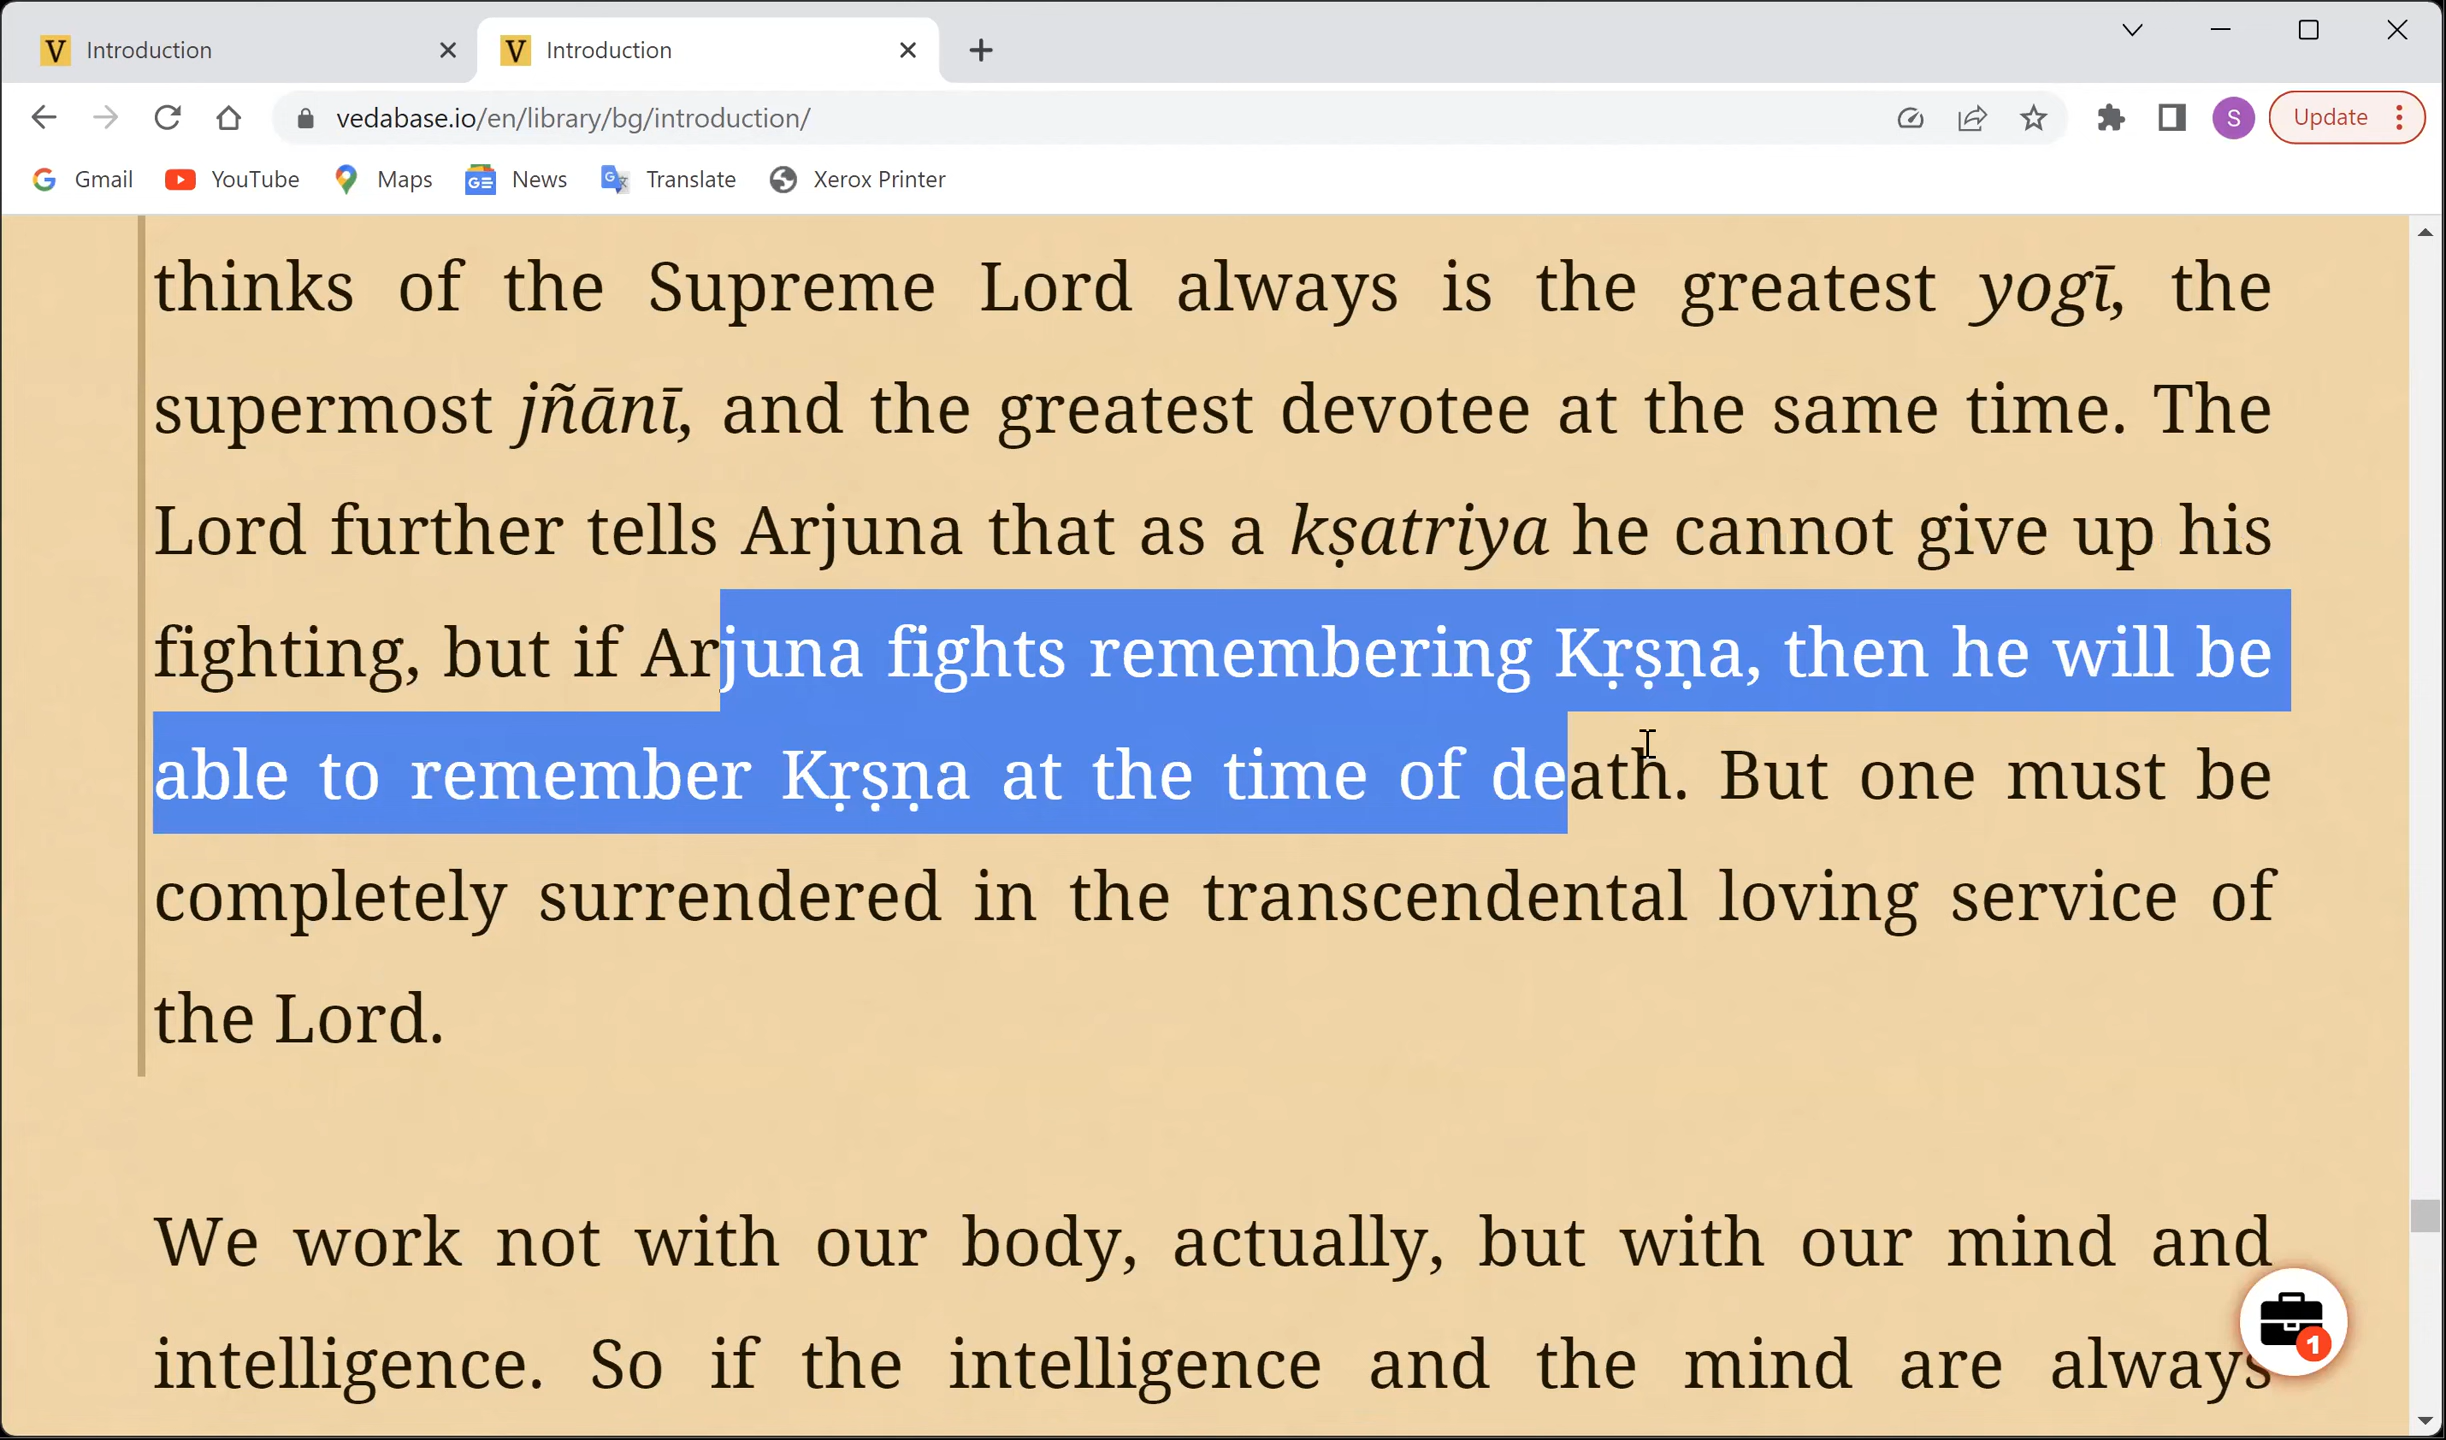 Introduction
Introduction
vedabase.io/en/library/bg/introduction/
S
Update
Gmail
YouTube
Maps
News
Translate
Xerox Printer
thinks of the Supreme Lord always is the greatest yogī, the
supermost jñānī, and the greatest devotee at the same time. The
Lord further tells Arjuna that as a kṣatriya he cannot give up his
fighting, but if Arjuna fights remembering Kṛṣṇa, then he will be
able to remember Kṛṣṇa at the time of death. But one must be
completely surrendered in the transcendental loving service of
the Lord.
We work not with our body, actually, but with our mind and
intelligence. So if the intelligence and the mind are always
1